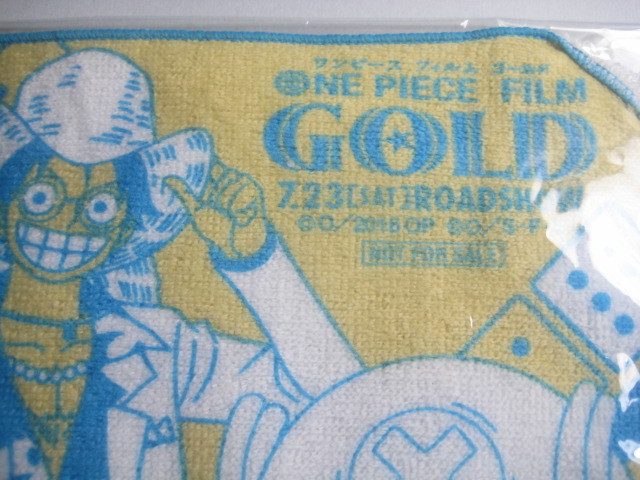 ワンピース フィルム ゴールド
ONE PIECE FILM
GOLD
7.23[SAT]ROADSHOW
NOT FOR SALE